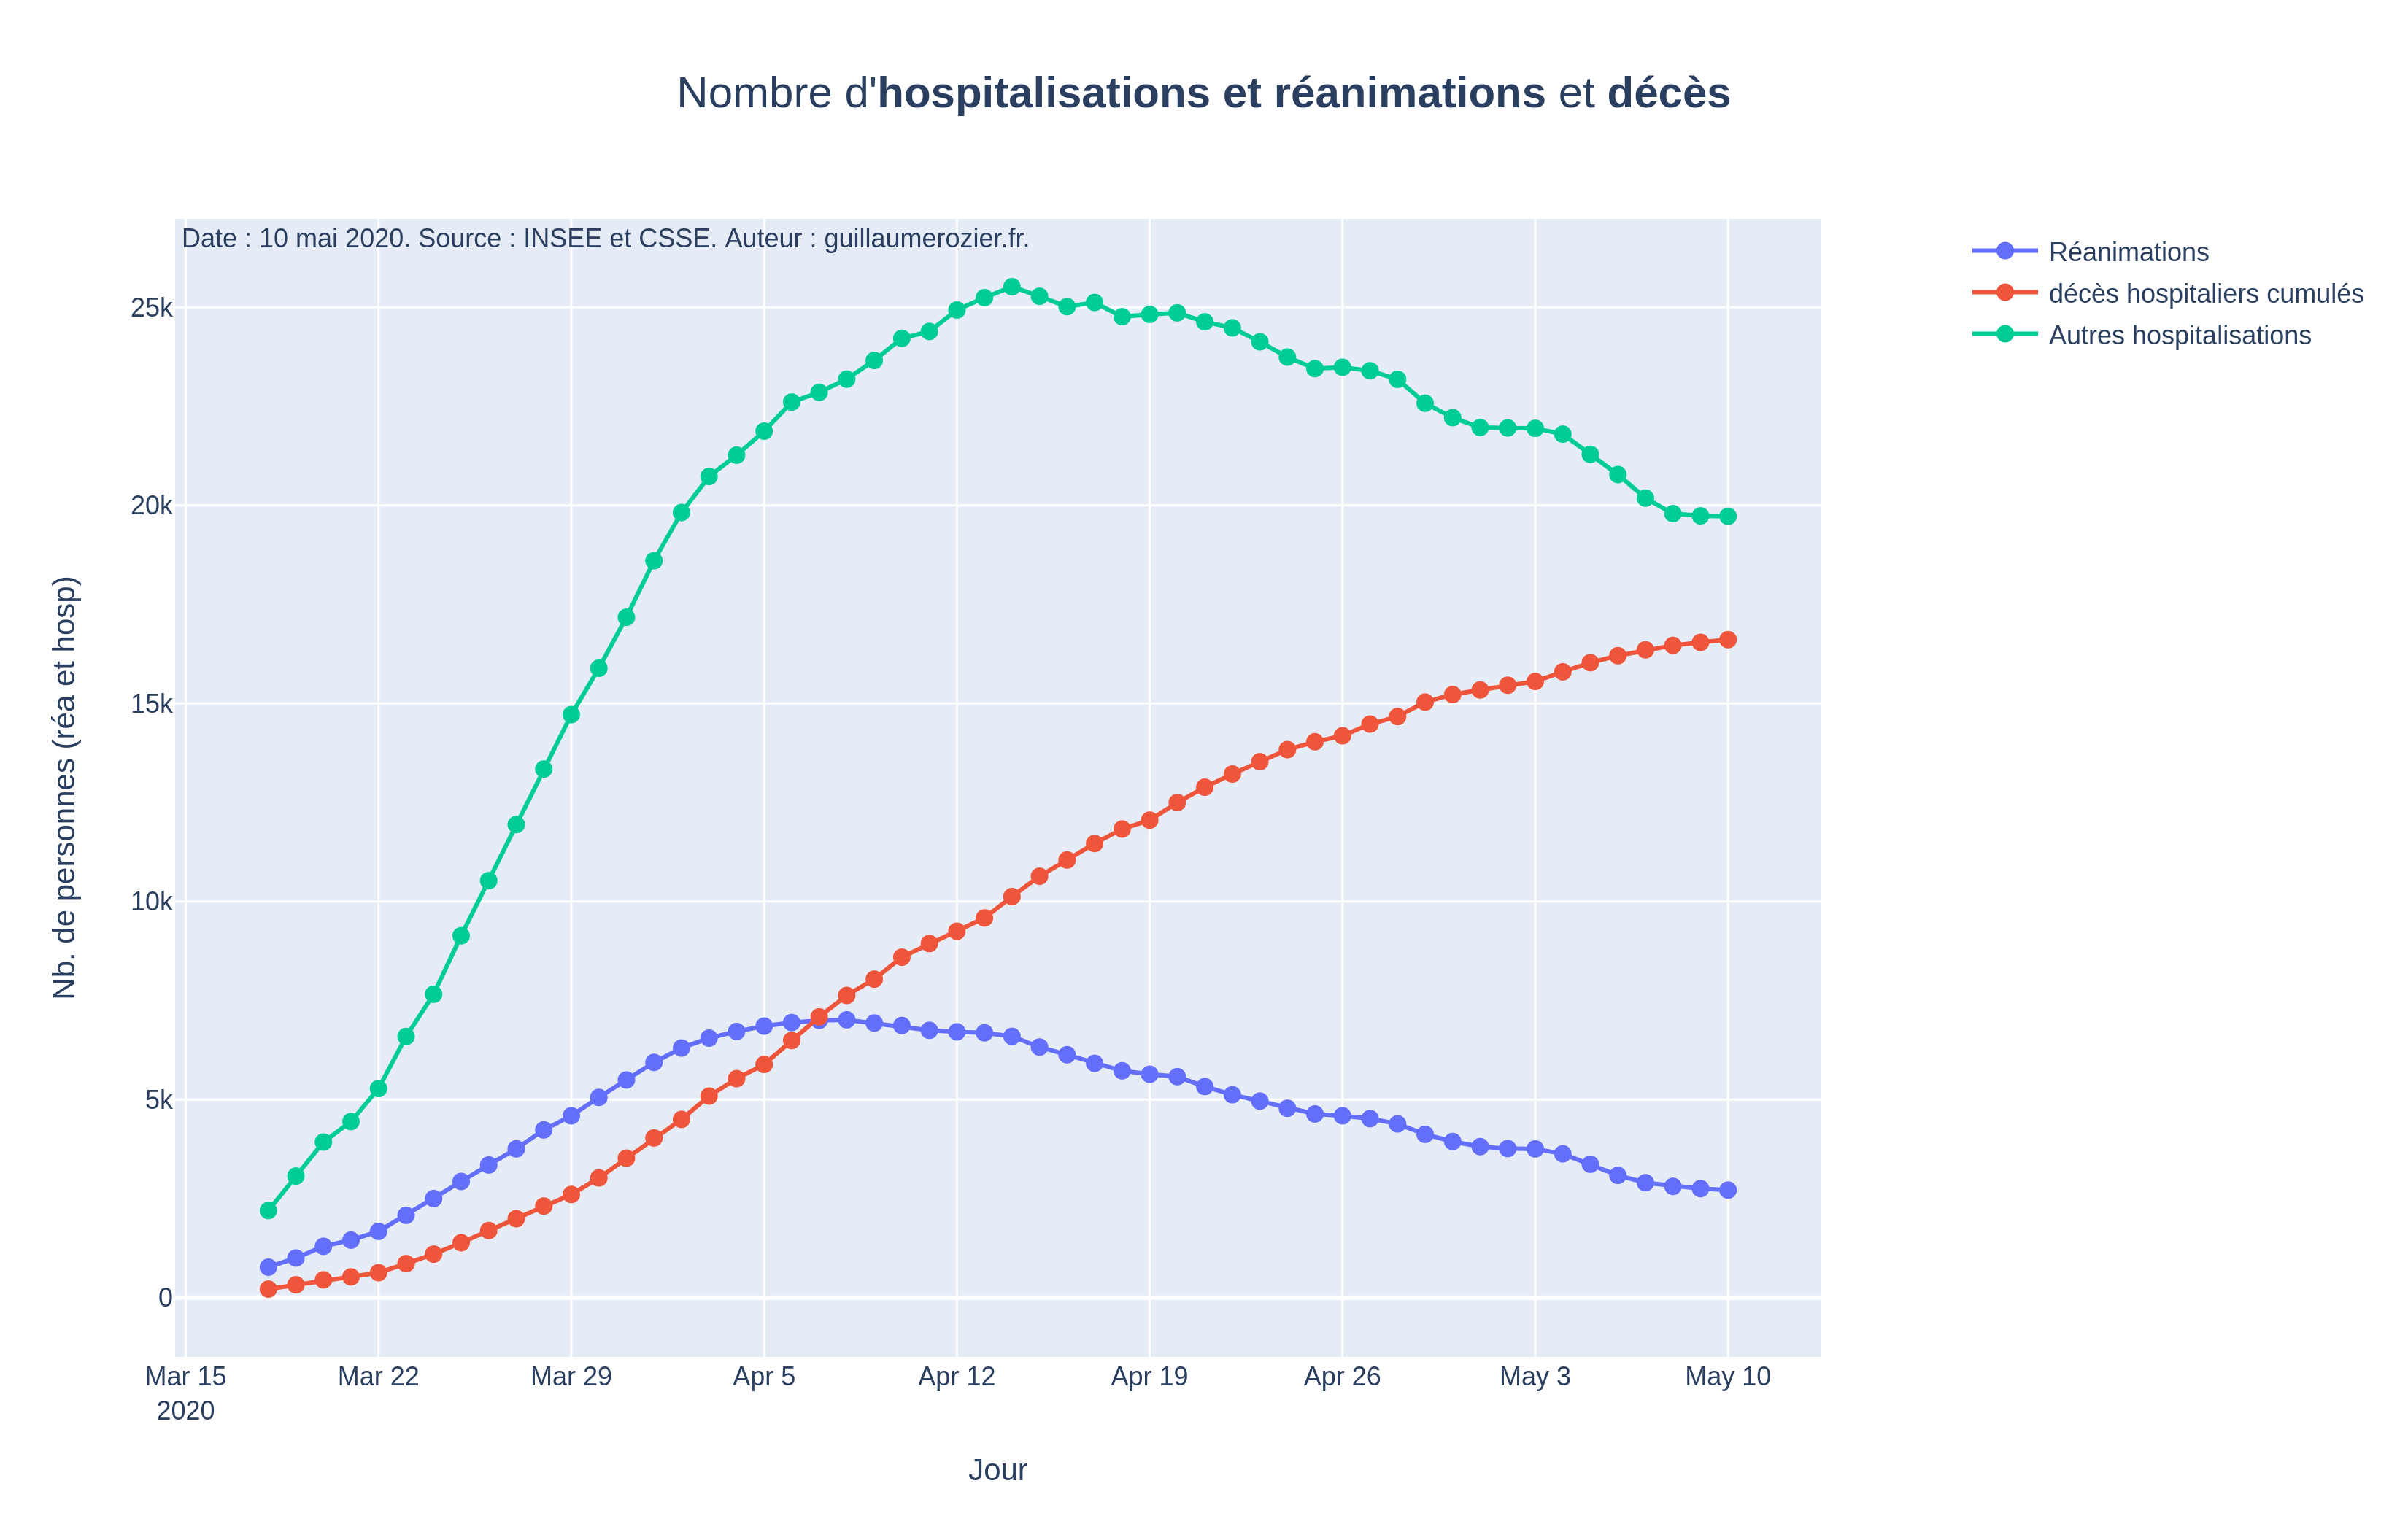 Nombre d'hospitalisations et réanimations et décès
Date : 10 mai 2020. Source : INSEE et CSSE. Auteur : guillaumerozier.fr.
Réanimations
décès hospitaliers cumulés
Autres hospitalisations
Nb. de personnes (réa et hosp)
25k
20k
15k
10k
5k
0
Mar 15 Mar 22 Mar 29 Apr 5 Apr 12 Apr 19 Apr 26 May 3 May 10
2020
Jour